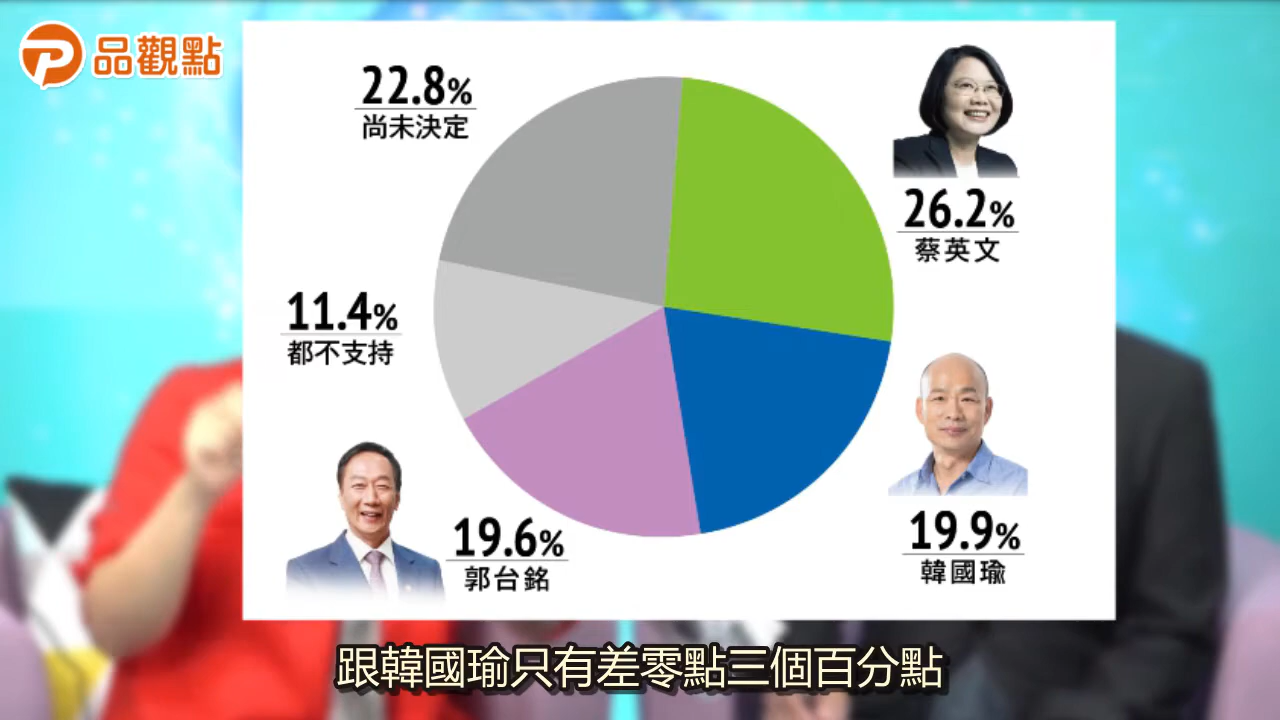 品觀點
22.8%
尚未決定
26.2%
蔡英文
11.4%
都不支持
19.9%
韓國瑜
19.6%
郭台銘
跟韓國瑜只有差零點三個百分點